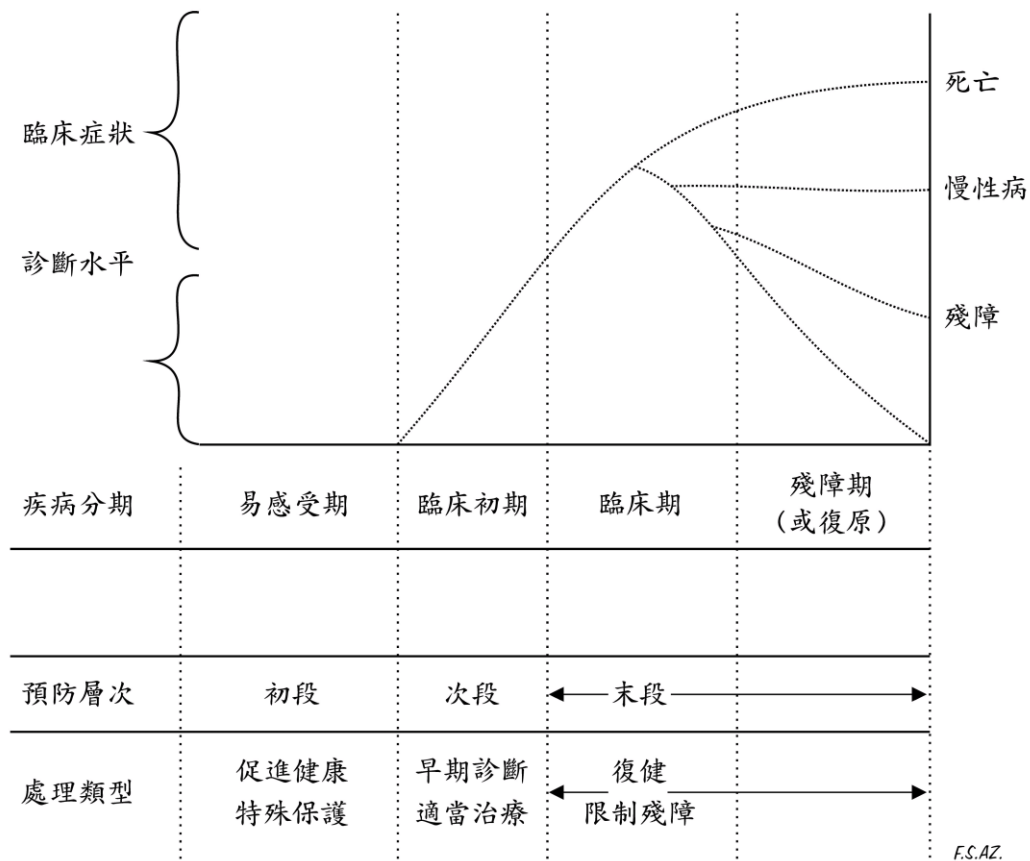 死亡
臨床症狀
慢性病
診斷水平
殘障
疾病分期 易感受期 臨床初期 臨床期 殘障期
(或復原)
預防層次 初段 次段 末段
處理類型 促進健康 早期診斷 復健
特殊保護 適當治療 限制殘障
F.S.AZ.